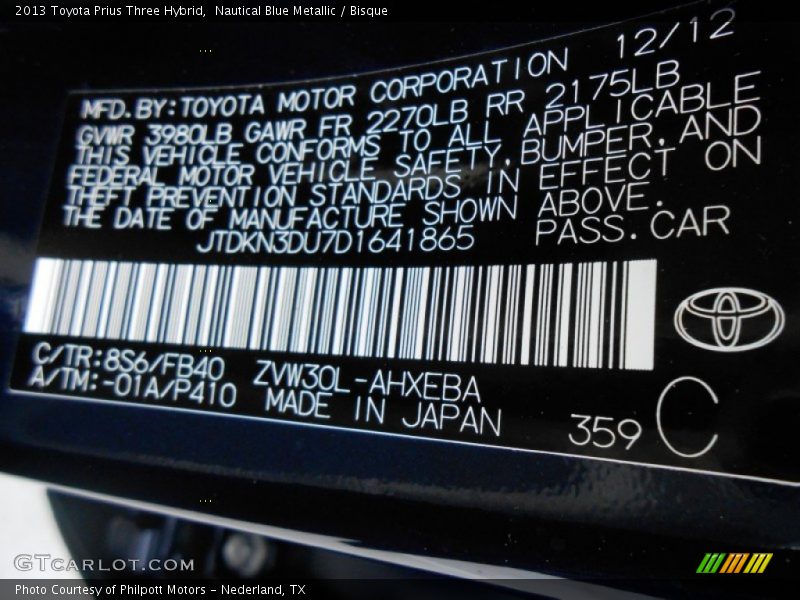 2013 Toyota Prius Three Hybrid,  Nautical Blue Metallic / Bisque
MFD. BY: TOYOTA MOTOR CORPORATION 12/12
GVWR 3980LB GAWR FR 2270LB RR 2175LB
THIS VEHICLE CONFORMS TO ALL APPLICABLE
FEDERAL MOTOR VEHICLE SAFETY, BUMPER, AND
THEFT PREVENTION STANDARDS IN EFFECT ON
THE DATE OF MANUFACTURE SHOWN ABOVE.
JTDKN3DU7D1641865 PASS. CAR
C/TR: 8S6/FB40 ZVW30L-AHXEBA
A/TM: -01A/P410 MADE IN JAPAN 359 C
GTCARLOT.COM
Photo Courtesy of Philpott Motors - Nederland, TX